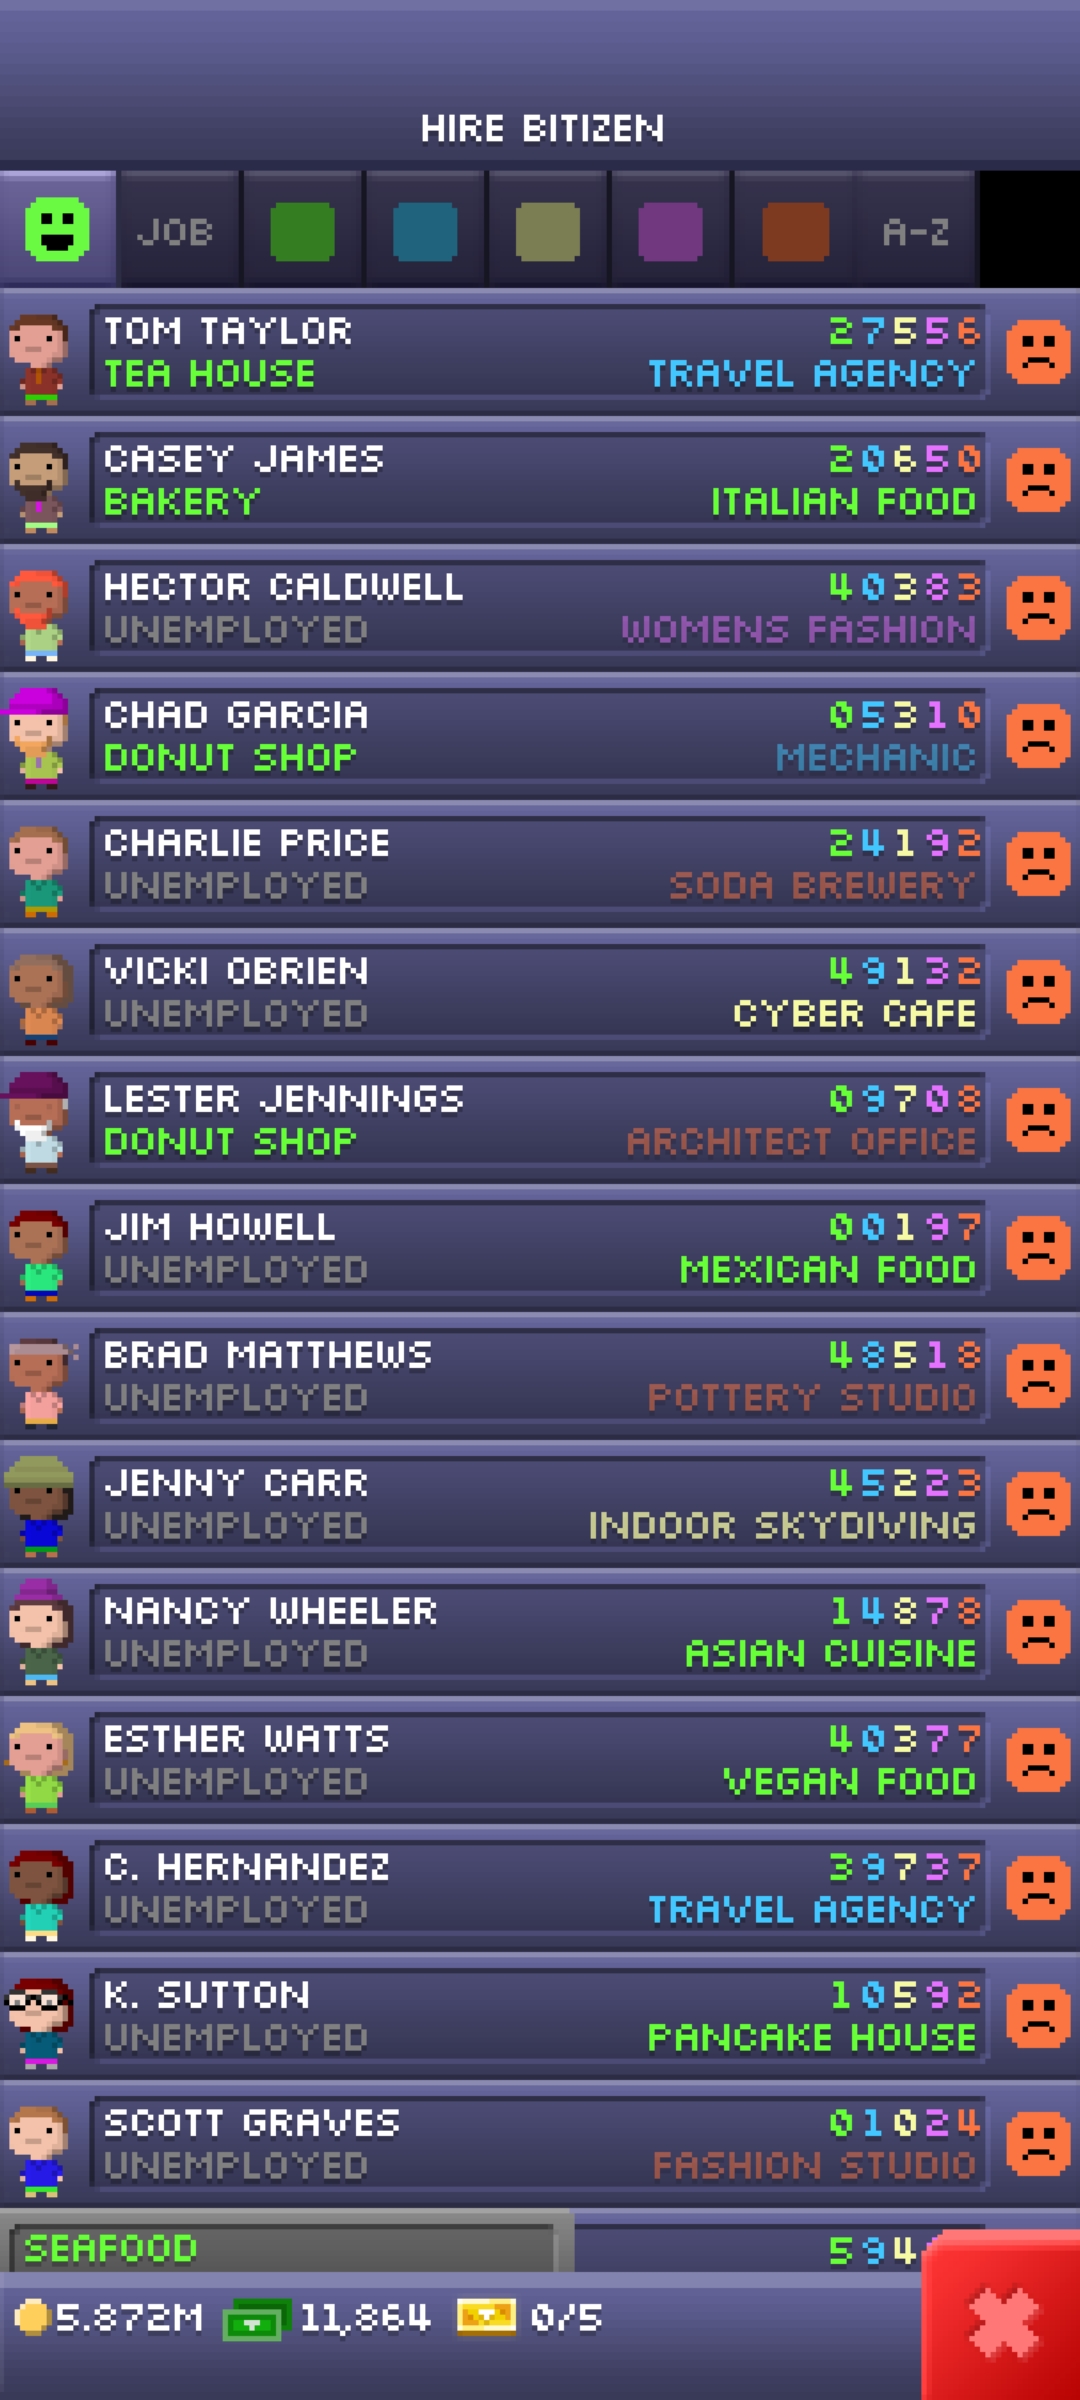 HIRE BITIZEN
JOB A-Z
TOM TAYLOR 27556
TEA HOUSE TRAVEL AGENCY
CASEY JAMES 20650
BAKERY ITALIAN FOOD
HECTOR CALDWELL 40383
UNEMPLOYED WOMENS FASHION
CHAD GARCIA 05310
DONUT SHOP MECHANIC
CHARLIE PRICE 24192
UNEMPLOYED SODA BREWERY
VICKI OBRIEN 49132
UNEMPLOYED CYBER CAFE
LESTER JENNINGS 09708
DONUT SHOP ARCHITECT OFFICE
JIM HOWELL 00197
UNEMPLOYED MEXICAN FOOD
BRAD MATTHEWS 48518
UNEMPLOYED POTTERY STUDIO
JENNY CARR 45223
UNEMPLOYED INDOOR SKYDIVING
NANCY WHEELER 14878
UNEMPLOYED ASIAN CUISINE
ESTHER WATTS 40377
UNEMPLOYED VEGAN FOOD
C. HERNANDEZ 39737
UNEMPLOYED TRAVEL AGENCY
K. SUTTON 10592
UNEMPLOYED PANCAKE HOUSE
SCOTT GRAVES 01024
UNEMPLOYED FASHION STUDIO
SEAFOOD 594
5.872M 11,864 0/5